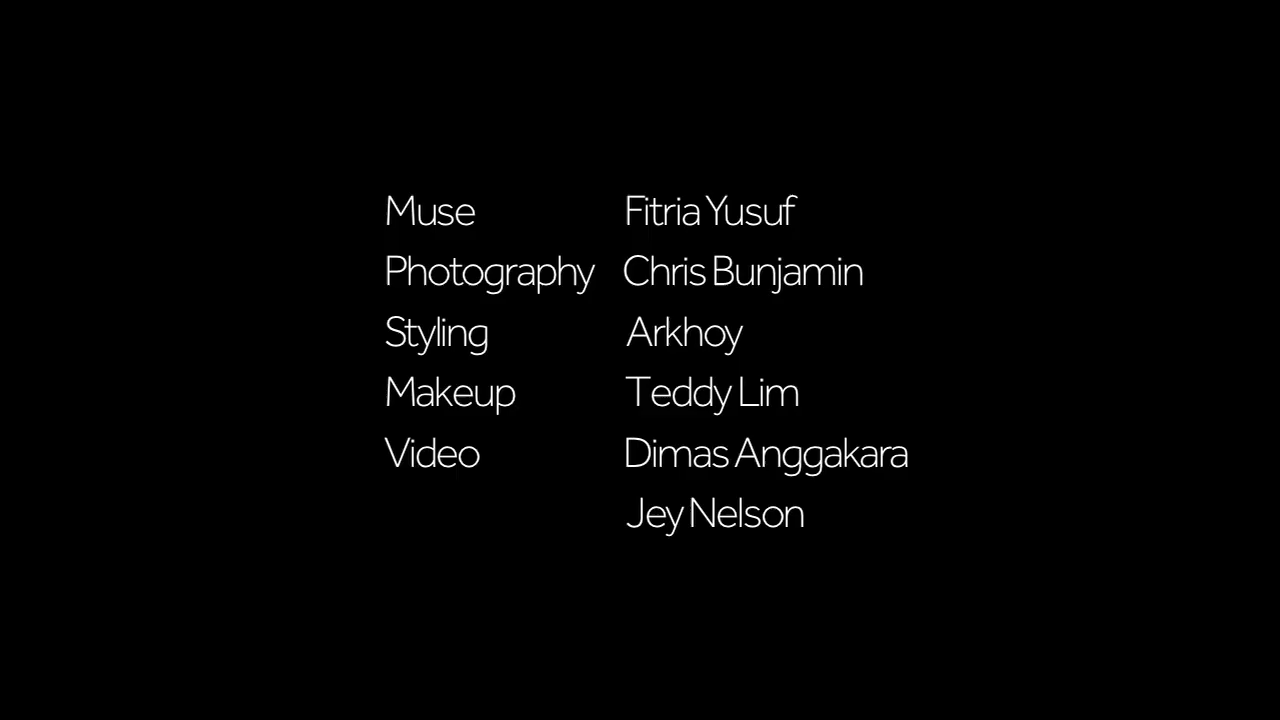 Muse Fitria Yusuf
Photography Chris Bunjamin
Styling Arkhoy
Makeup Teddy Lim
Video Dimas Anggakara
Jey Nelson